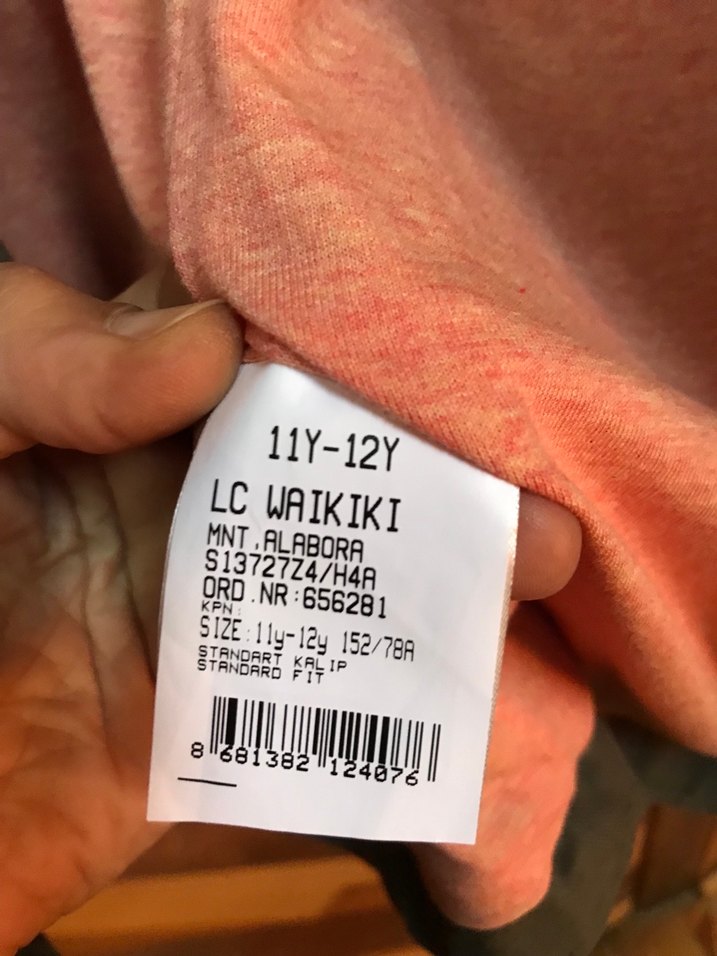 11Y-12Y
LC WAIKIKI
MNT.ALABORA
S13727Z4/H4A
ORD.NR:656281
KPN:
SIZE:11y-12y 152/78A
STANDART KALIP
STANDARD FIT
8 681382 124076